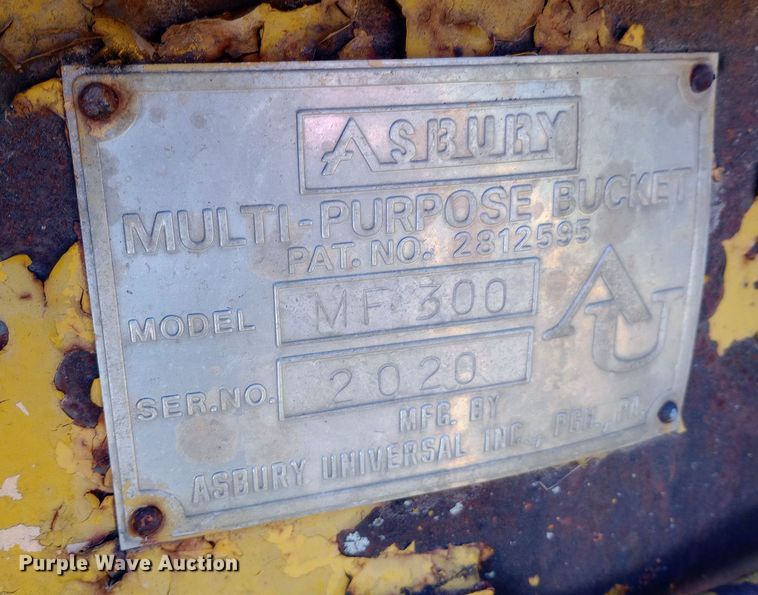 ASBURY
MULTI-PURPOSE BUCKET
PAT. NO. 2812595
MODEL MF 300
SER. NO. 2020
AU
MFG. BY
ASBURY UNIVERSAL INC., PGH., PA.
Purple Wave Auction